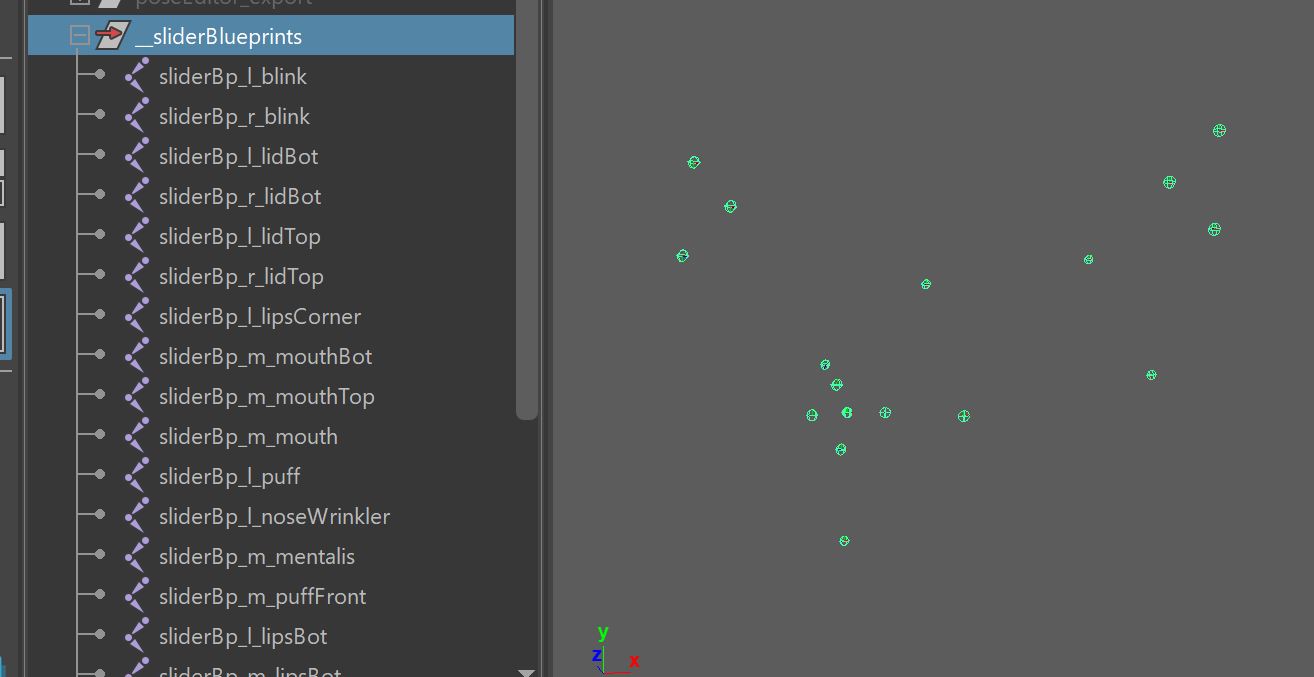 poseEditor_export
__sliderBlueprints
sliderBp_l_blink
sliderBp_r_blink
sliderBp_l_lidBot
sliderBp_r_lidBot
sliderBp_l_lidTop
sliderBp_r_lidTop
sliderBp_l_lipsCorner
sliderBp_m_mouthBot
sliderBp_m_mouthTop
sliderBp_m_mouth
sliderBp_l_puff
sliderBp_l_noseWrinkler
sliderBp_m_mentalis
sliderBp_m_puffFront
sliderBp_l_lipsBot
sliderBp_m_lipsBot
y
z
x